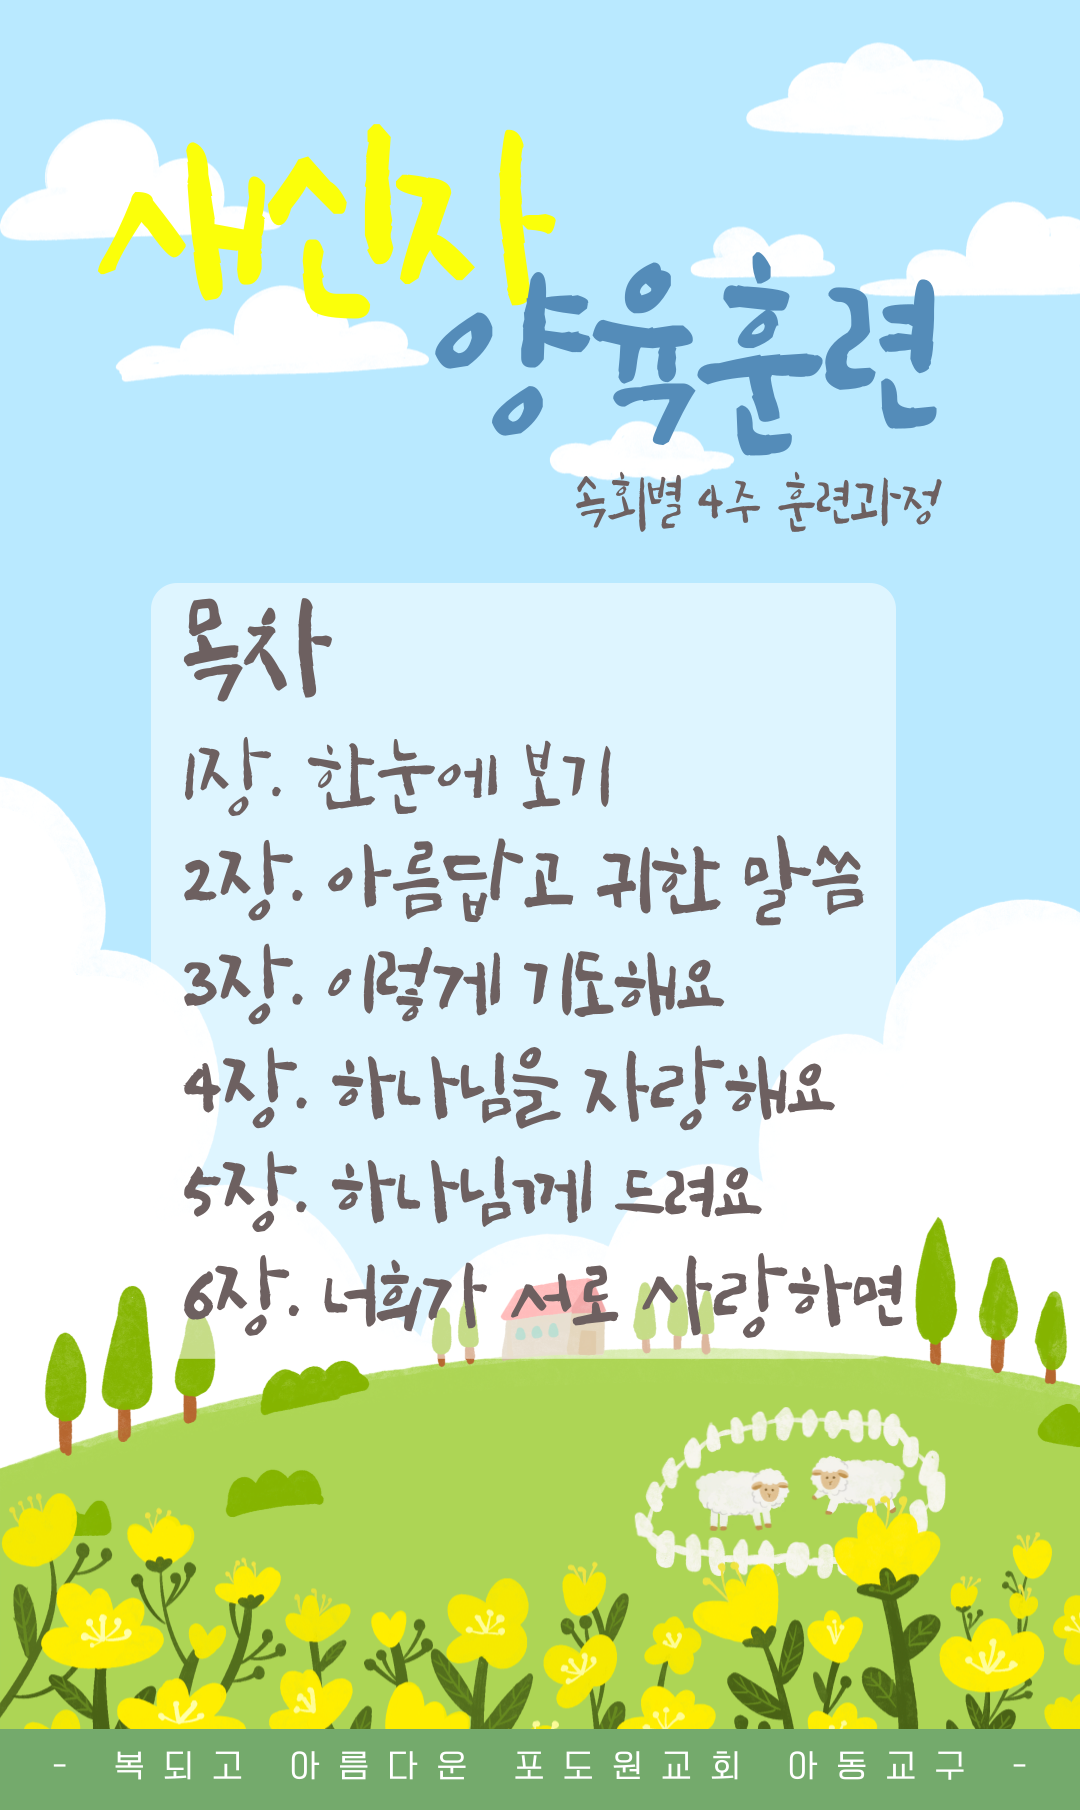 새신자
양육훈련
속회별 4주 훈련과정
목차
1장. 한눈에 보기
2장. 아름답고 귀한 말씀
3장. 이렇게 기도해요
4장. 하나님을 자랑해요
5장. 하나님께 드려요
6장. 너희가 서로 사랑하면
- 복되고 아름다운 포도원교회 아동교구 -